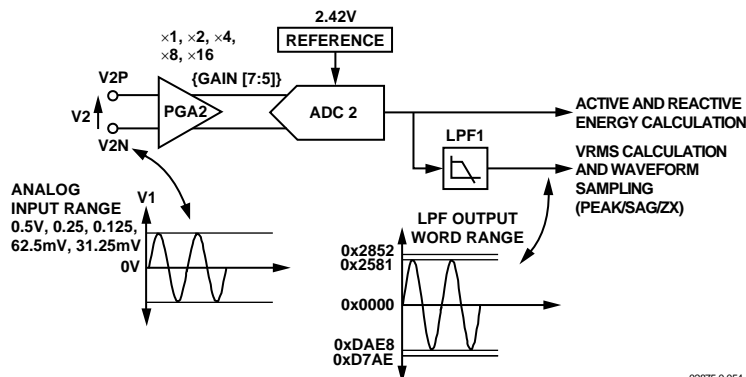 2.42V
REFERENCE
×1, ×2, ×4,
×8, ×16
{GAIN [7:5]}
V2P
V2
V2N
PGA2
ADC 2
ACTIVE AND REACTIVE
ENERGY CALCULATION
LPF1
VRMS CALCULATION
AND WAVEFORM
SAMPLING
(PEAK/SAG/ZX)
ANALOG
INPUT RANGE
0.5V, 0.25, 0.125,
62.5mV, 31.25mV
V1
0V
LPF OUTPUT
WORD RANGE
0x2852
0x2581
0x0000
0xDAE8
0xD7AE